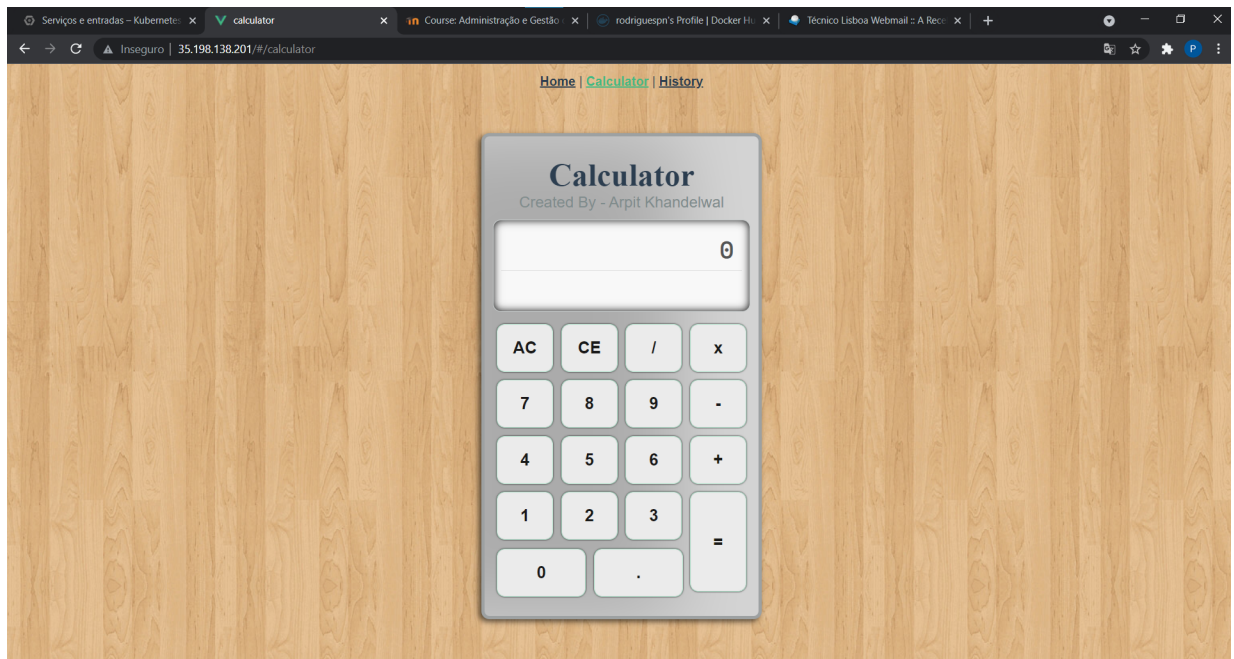 Serviços e entradas – Kubernetes
calculator
Course: Administração e Gestão
rodriguespn's Profile | Docker Hu
Técnico Lisboa Webmail :: A Rece
Inseguro | 35.198.138.201/#/calculator
P
Home | Calculator | History
Calculator
Created By - Arpit Khandelwal
0
AC CE / x
7 8 9 -
4 5 6 +
1 2 3
=
0 .